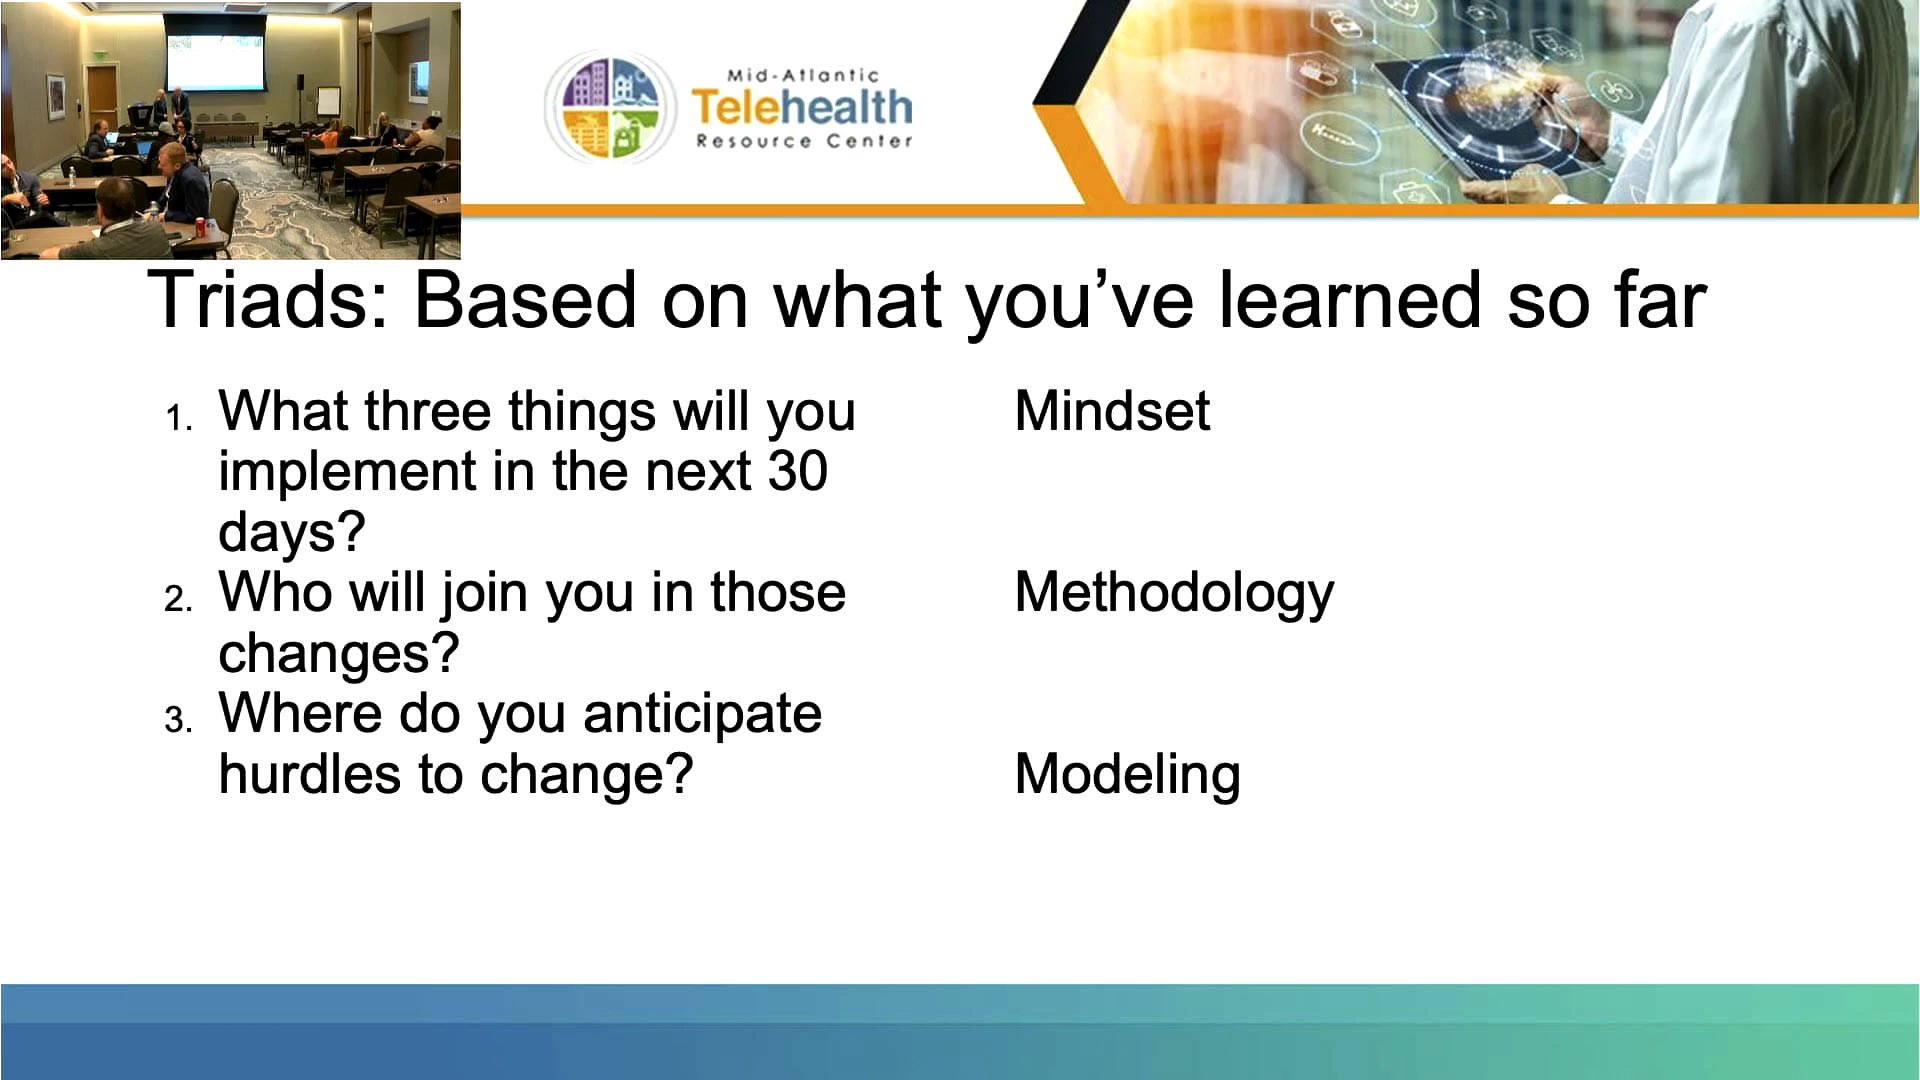 Mid-Atlantic
Telehealth
Resource Center
Triads: Based on what you’ve learned so far
1. What three things will you
implement in the next 30
days?
2. Who will join you in those
changes?
3. Where do you anticipate
hurdles to change?
Mindset
Methodology
Modeling